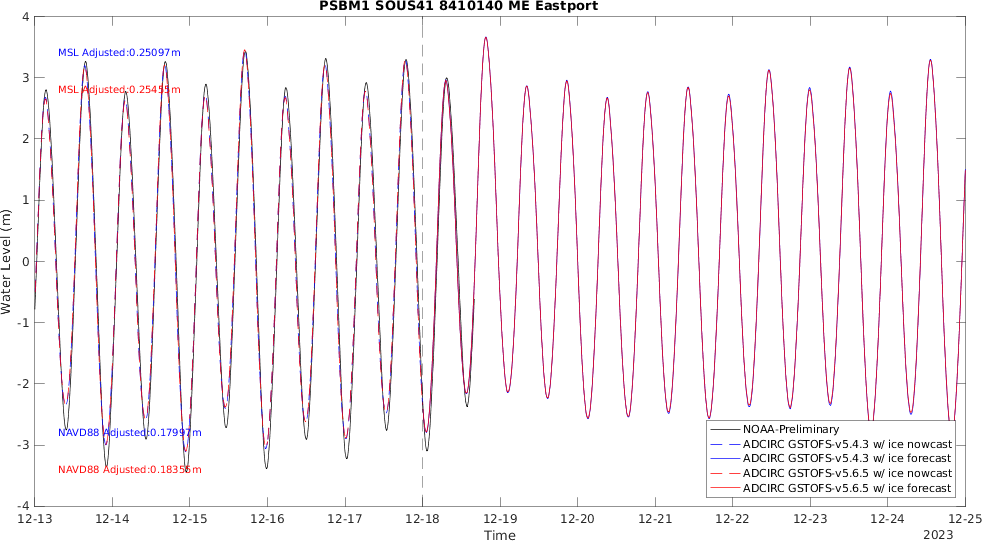 PSBM1 SOUS41 8410140 ME Eastport
4
3
2
1
0
-1
-2
-3
-4
Water Level (m)
MSL Adjusted:0.25097m
MSL Adjusted:0.25455m
NAVD88 Adjusted:0.17997m
NAVD88 Adjusted:0.18355m
NOAA-Preliminary
ADCIRC GSTOFS-v5.4.3 w/ ice nowcast
ADCIRC GSTOFS-v5.4.3 w/ ice forecast
ADCIRC GSTOFS-v5.6.5 w/ ice nowcast
ADCIRC GSTOFS-v5.6.5 w/ ice forecast
12-13 12-14 12-15 12-16 12-17 12-18 12-19 12-20 12-21 12-22 12-23 12-24 12-25
Time
2023